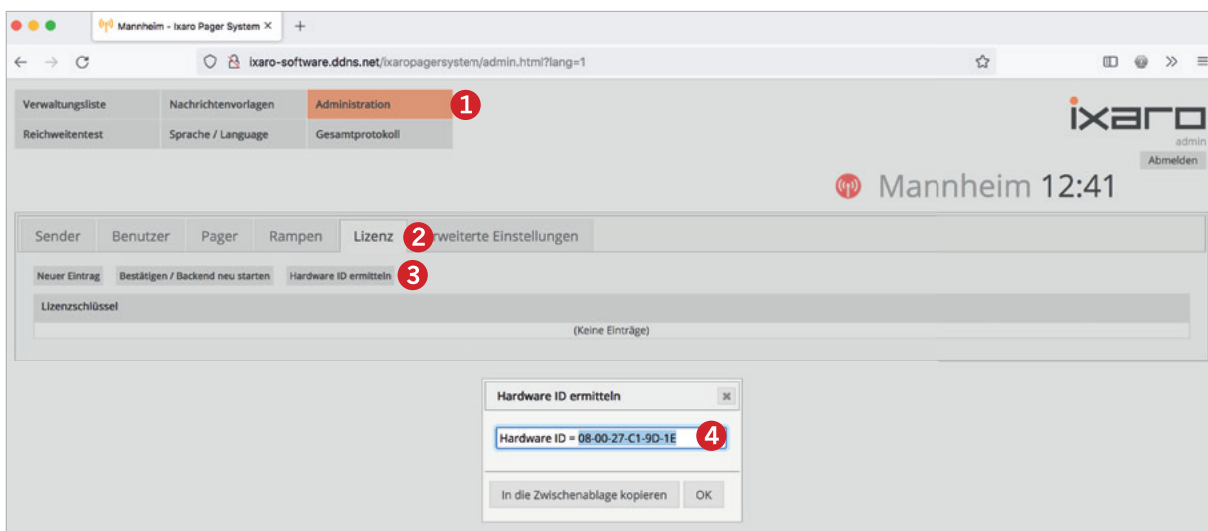 Mannheim - Ixaro Pager System
ixaro-software.ddns.net/ixaropagersystem/admin.html?lang=1
Verwaltungsliste Nachrichtenvorlagen Administration 1
Reichweitentest Sprache / Language Gesamtprotokoll
ixaro
admin
Abmelden
Mannheim 12:41
Sender Benutzer Pager Rampen Lizenz 2 rweiterte Einstellungen
Neuer Eintrag Bestätigen / Backend neu starten Hardware ID ermitteln 3
Lizenzschlüssel
(Keine Einträge)
Hardware ID ermitteln
Hardware ID = 08-00-27-C1-9D-1E 4
In die Zwischenablage kopieren OK